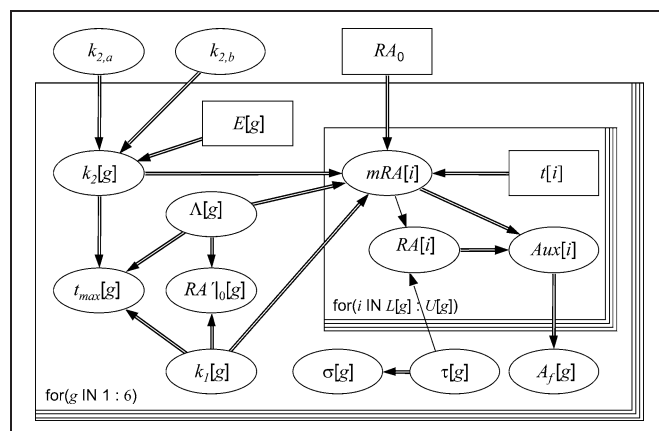 k2,a k2,b RA0
E[g]
k2[g] mRA[i] t[i]
Λ[g]
RA[i] Aux[i]
tmax[g] RA´|0[g]
for(i IN L[g] : U[g])
k1[g] σ[g] τ[g] Af[g]
for(g IN 1 : 6)